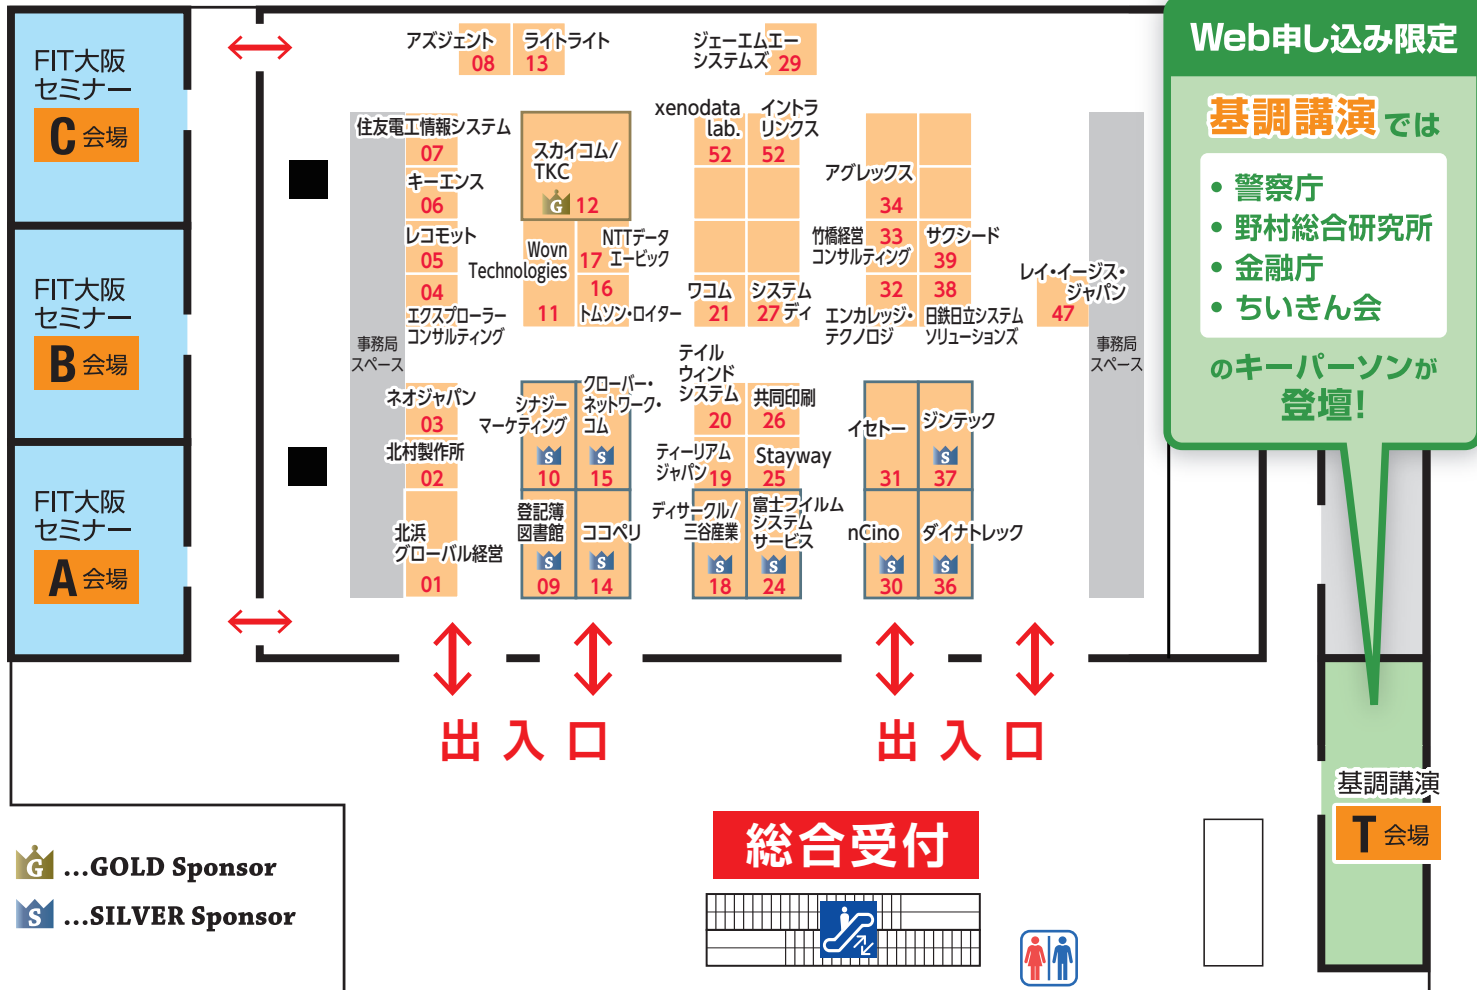 FIT大阪
セミナー
C 会場
FIT大阪
セミナー
B 会場
FIT大阪
セミナー
A 会場
アズジェント
08
ライトライト
13
ジェーエムエー
システムズ
29
住友電工情報システム
07
キーエンス
06
レコモット
05
04
エクスプローラー
コンサルティング
事務局
スペース
ネオジャパン
03
北村製作所
02
北浜
グローバル経営
01
スカイコム/
TKC
G 12
Wovn
Technologies
11
NTTデータ
エービック
17
16
トムソン・ロイター
シナジー
マーケティング
S
10
クローバー・
ネットワーク・
コム
S
15
登記簿
図書館
S
09
ココペリ
S
14
xenodata
lab.
52
イントラ
リンクス
52
ワコム
21
システム
ディ
27
テイル
ウィンド
システム
20
共同印刷
26
ティーリアム
ジャパン
19
Stayway
25
ディサークル/
三谷産業
S
18
富士フイルム
システム
サービス
S
24
アグレックス
34
33
竹橋経営
コンサルティング
サクシード
39
32
エンカレッジ・
テクノロジ
38
日鉄日立システム
ソリューションズ
イセトー
31
ジンテック
S
37
nCino
S
30
ダイナトレック
S
36
レイ・イージス・
ジャパン
47
事務局
スペース
出入口
出入口
総合受付
G ...GOLD Sponsor
S ...SILVER Sponsor
Web申し込み限定
基調講演では
• 警察庁
• 野村総合研究所
• 金融庁
• ちいきん会
のキーパーソンが
登壇！
基調講演
T 会場